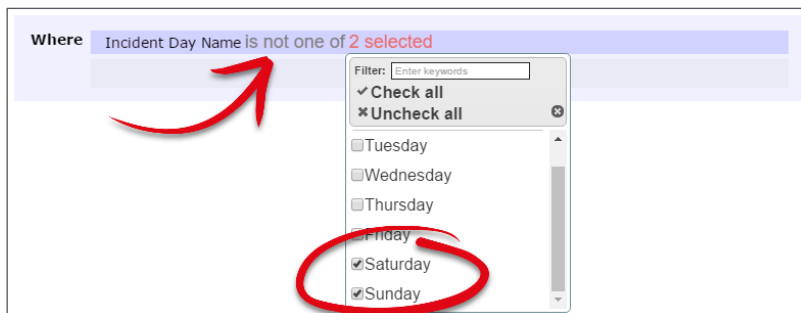 Where Incident Day Name is not one of 2 selected
Filter: Enter keywords
Check all
Uncheck all
Tuesday
Wednesday
Thursday
Friday
Saturday
Sunday